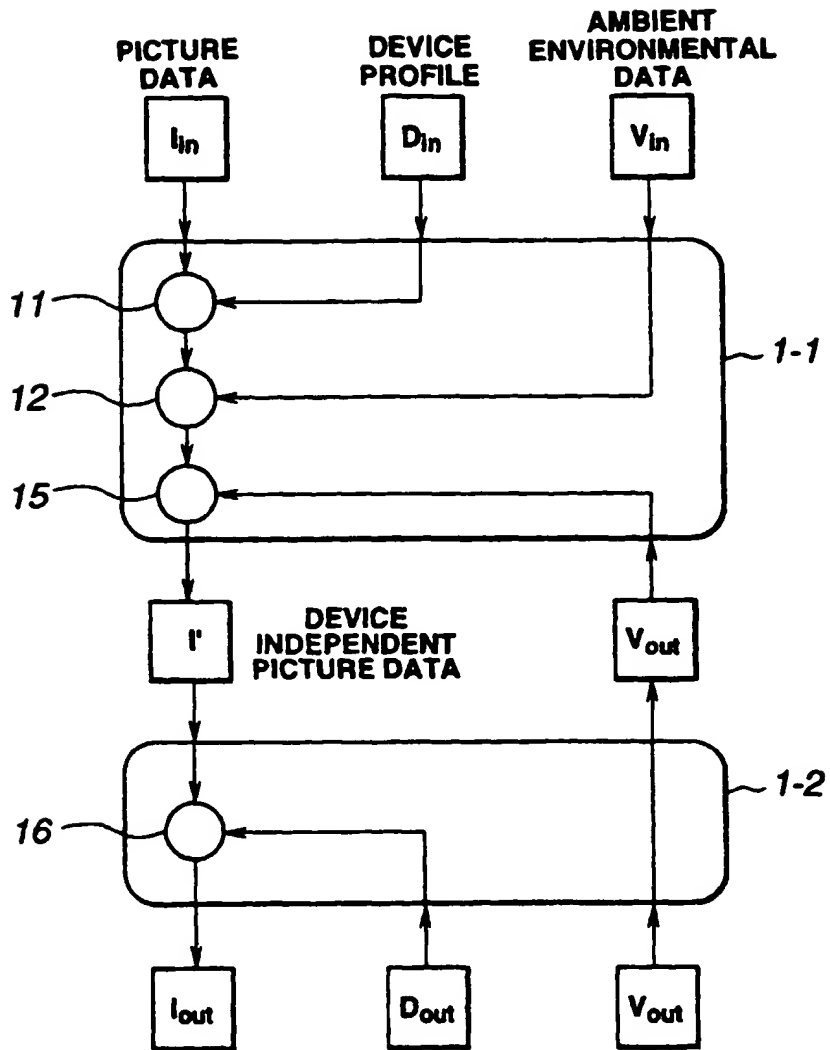 PICTURE
DATA
DEVICE
PROFILE
AMBIENT
ENVIRONMENTAL
DATA
Iin
Din
Vin
11
12
15
1-1
I'
DEVICE
INDEPENDENT
PICTURE DATA
Vout
16
1-2
Iout
Dout
Vout